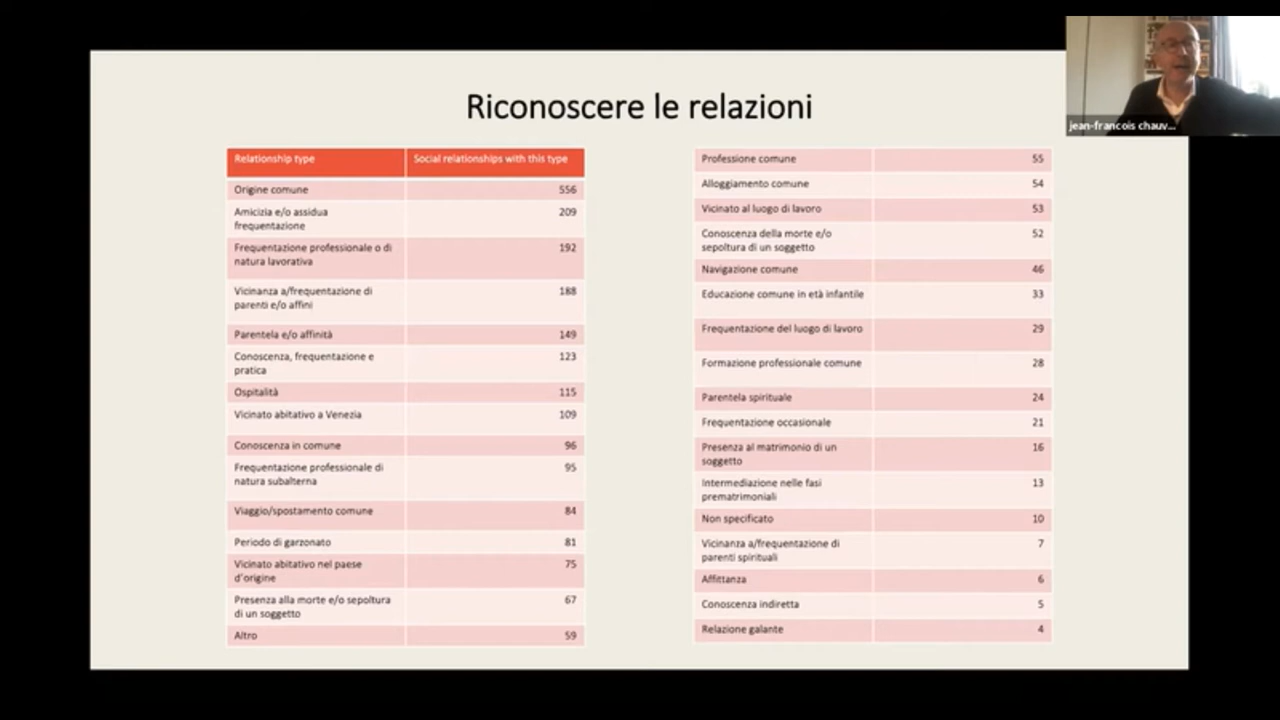 Riconoscere le relazioni
jean-francois chauv...
Relationship type Social relationships with this type
Origine comune 556
Amicizia e/o assidua 209
frequentazione
Frequentazione professionale o di 192
natura lavorativa
Vicinanza a/frequentazione di 188
parenti e/o affini
Parentela e/o affinità 149
Conoscenza, frequentazione e 123
pratica
Ospitalità 115
Vicinato abitativo a Venezia 109
Conoscenza in comune 96
Frequentazione professionale di 95
natura subalterna
Viaggio/spostamento comune 84
Periodo di garzonato 81
Vicinato abitativo nel paese 75
d'origine
Presenza alla morte e/o sepoltura 67
di un soggetto
Altro 59
Professione comune 55
Alloggiamento comune 54
Vicinato al luogo di lavoro 53
Conoscenza della morte e/o 52
sepoltura di un soggetto
Navigazione comune 46
Educazione comune in età infantile 33
Frequentazione del luogo di lavoro 29
Formazione professionale comune 28
Parentela spirituale 24
Frequentazione occasionale 21
Presenza al matrimonio di un 16
soggetto
Intermediazione nelle fasi 13
prematrimoniali
Non specificato 10
Vicinanza a/frequentazione di 7
parenti spirituali
Affittanza 6
Conoscenza indiretta 5
Relazione galante 4